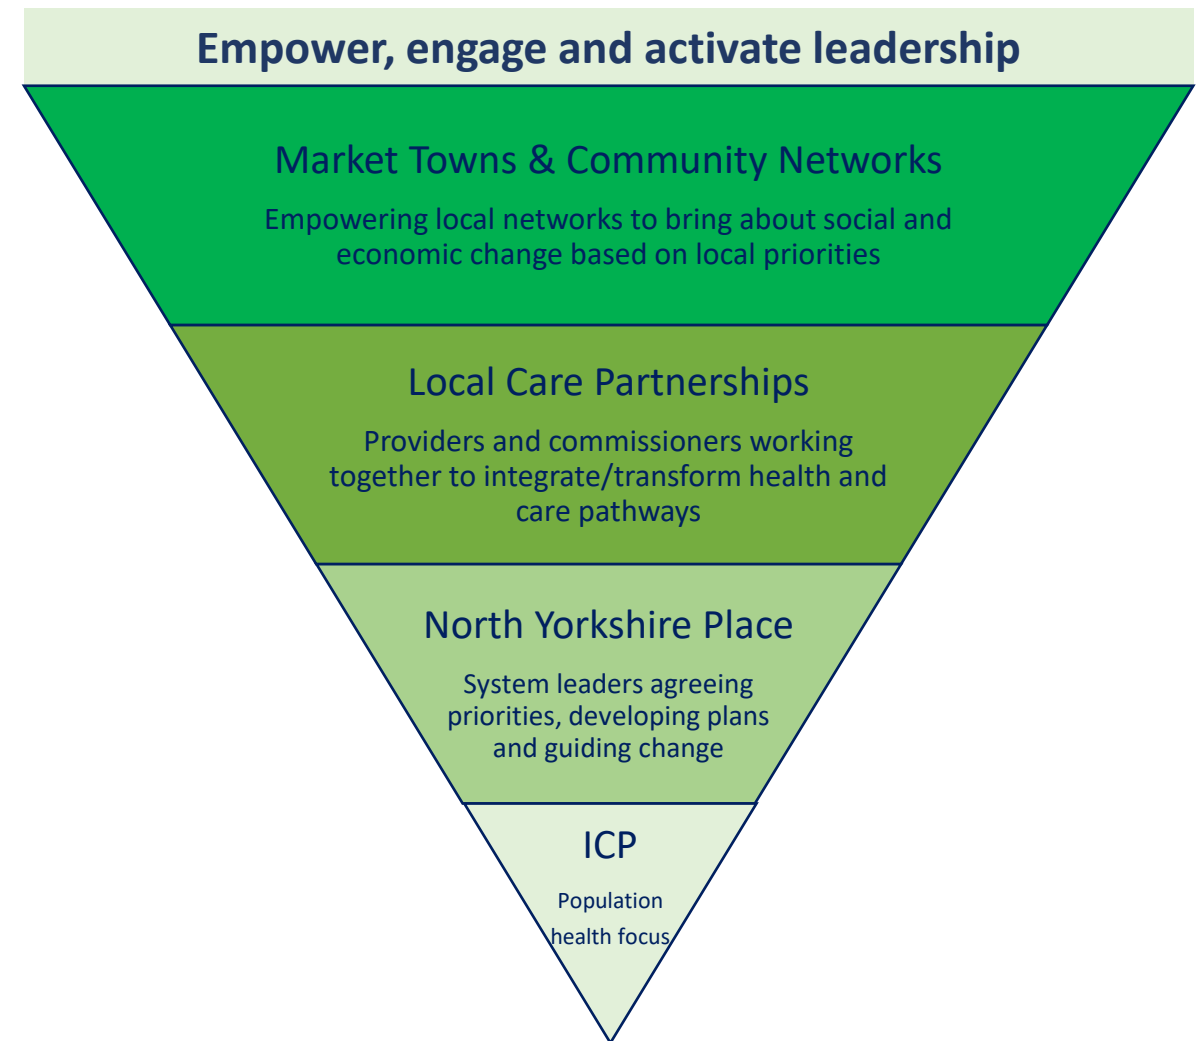 Empower, engage and activate leadership
Market Towns & Community Networks
Empowering local networks to bring about social and
economic change based on local priorities
Local Care Partnerships
Providers and commissioners working
together to integrate/transform health and
care pathways
North Yorkshire Place
System leaders agreeing
priorities, developing plans
and guiding change
ICP
Population
health focus